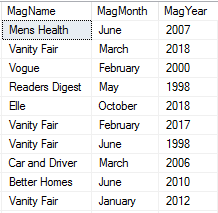 MagName MagMonth MagYear
Mens Health June 2007
Vanity Fair March 2018
Vogue February 2000
Readers Digest May 1998
Elle October 2018
Vanity Fair February 2017
Vanity Fair June 1998
Car and Driver March 2006
Better Homes June 2010
Vanity Fair January 2012